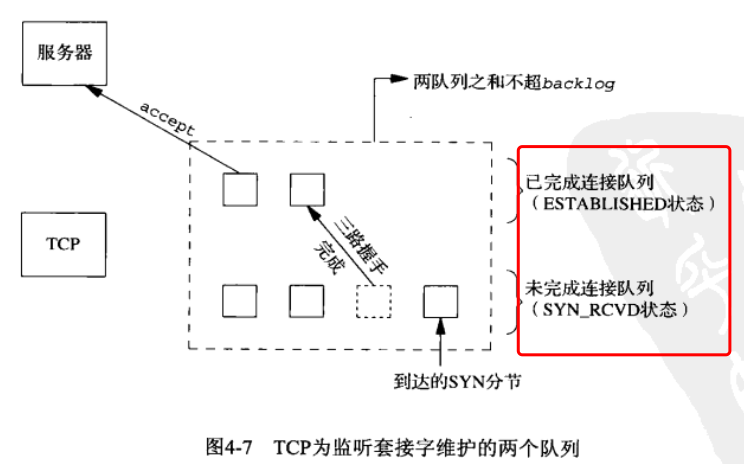 服务器
两队列之和不超backlog
accept
已完成连接队列
（ESTABLISHED状态）
三路握手
完成
TCP
未完成连接队列
（SYN_RCVD状态）
到达的SYN分节
图4-7 TCP为监听套接字维护的两个队列